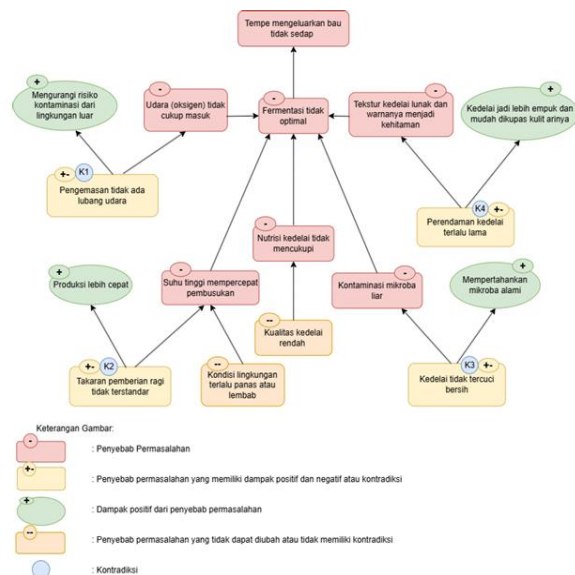 Tempe mengeluarkan bau
tidak sedap
+
Mengurangi risiko
kontaminasi dari
lingkungan luar
-
Udara (oksigen) tidak
cukup masuk
-
Fermentasi tidak
optimal
-
Tekstur kedelai lunak dan
warnanya menjadi
kehitaman
+
Kedelai jadi lebih empuk dan
mudah dikupas kulit arinya
+- K1
Pengemasan tidak ada
lubang udara
K4 +-
Perendaman kedelai
terlalu lama
-
Nutrisi kedelai tidak
mencukupi
+
Produksi lebih cepat
-
Suhu tinggi mempercepat
pembusukan
-
Kontaminasi mikroba
liar
+
Mempertahankan
mikroba alami
--
Kualitas kedelai
rendah
+- K2
Takaran pemberian ragi
tidak terstandar
--
Kondisi lingkungan
terlalu panas atau
lembab
K3 +-
Kedelai tidak tercuci
bersih
Keterangan Gambar:
-
: Penyebab Permasalahan
+-
: Penyebab permasalahan yang memiliki dampak positif dan negatif atau kontradiksi
+
: Dampak positif dari penyebab permasalahan
--
: Penyebab permasalahan yang tidak dapat diubah atau tidak memiliki kontradiksi
: Kontradiksi